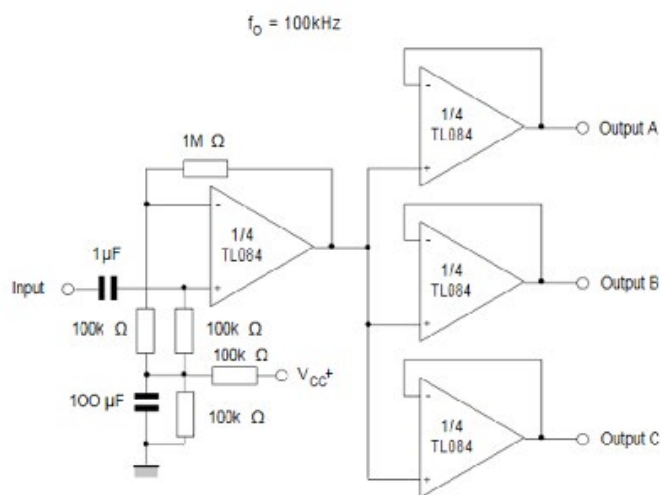 fO = 100kHz
1/4
TL084
Output A
1M Ω
1/4
TL084
1µF
Input
100k Ω
100k Ω
100k Ω
VCC+
100 µF
100k Ω
1/4
TL084
Output B
1/4
TL084
Output C